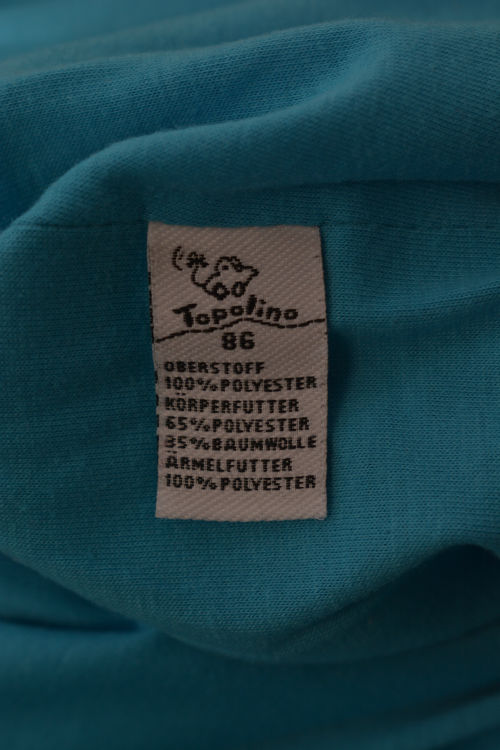 Topolino
86
OBERSTOFF
100% POLYESTER
KÖRPERFUTTER
65% POLYESTER
35% BAUMWOLLE
ÄRMELFUTTER
100% POLYESTER